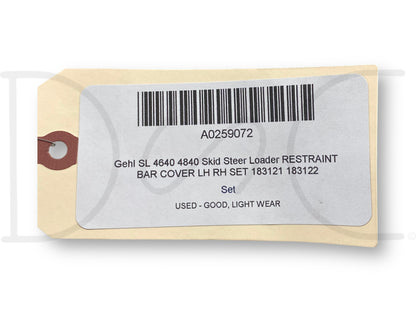 A0259072
Gehl SL 4640 4840 Skid Steer Loader RESTRAINT
BAR COVER LH RH SET 183121 183122
Set
USED - GOOD, LIGHT WEAR